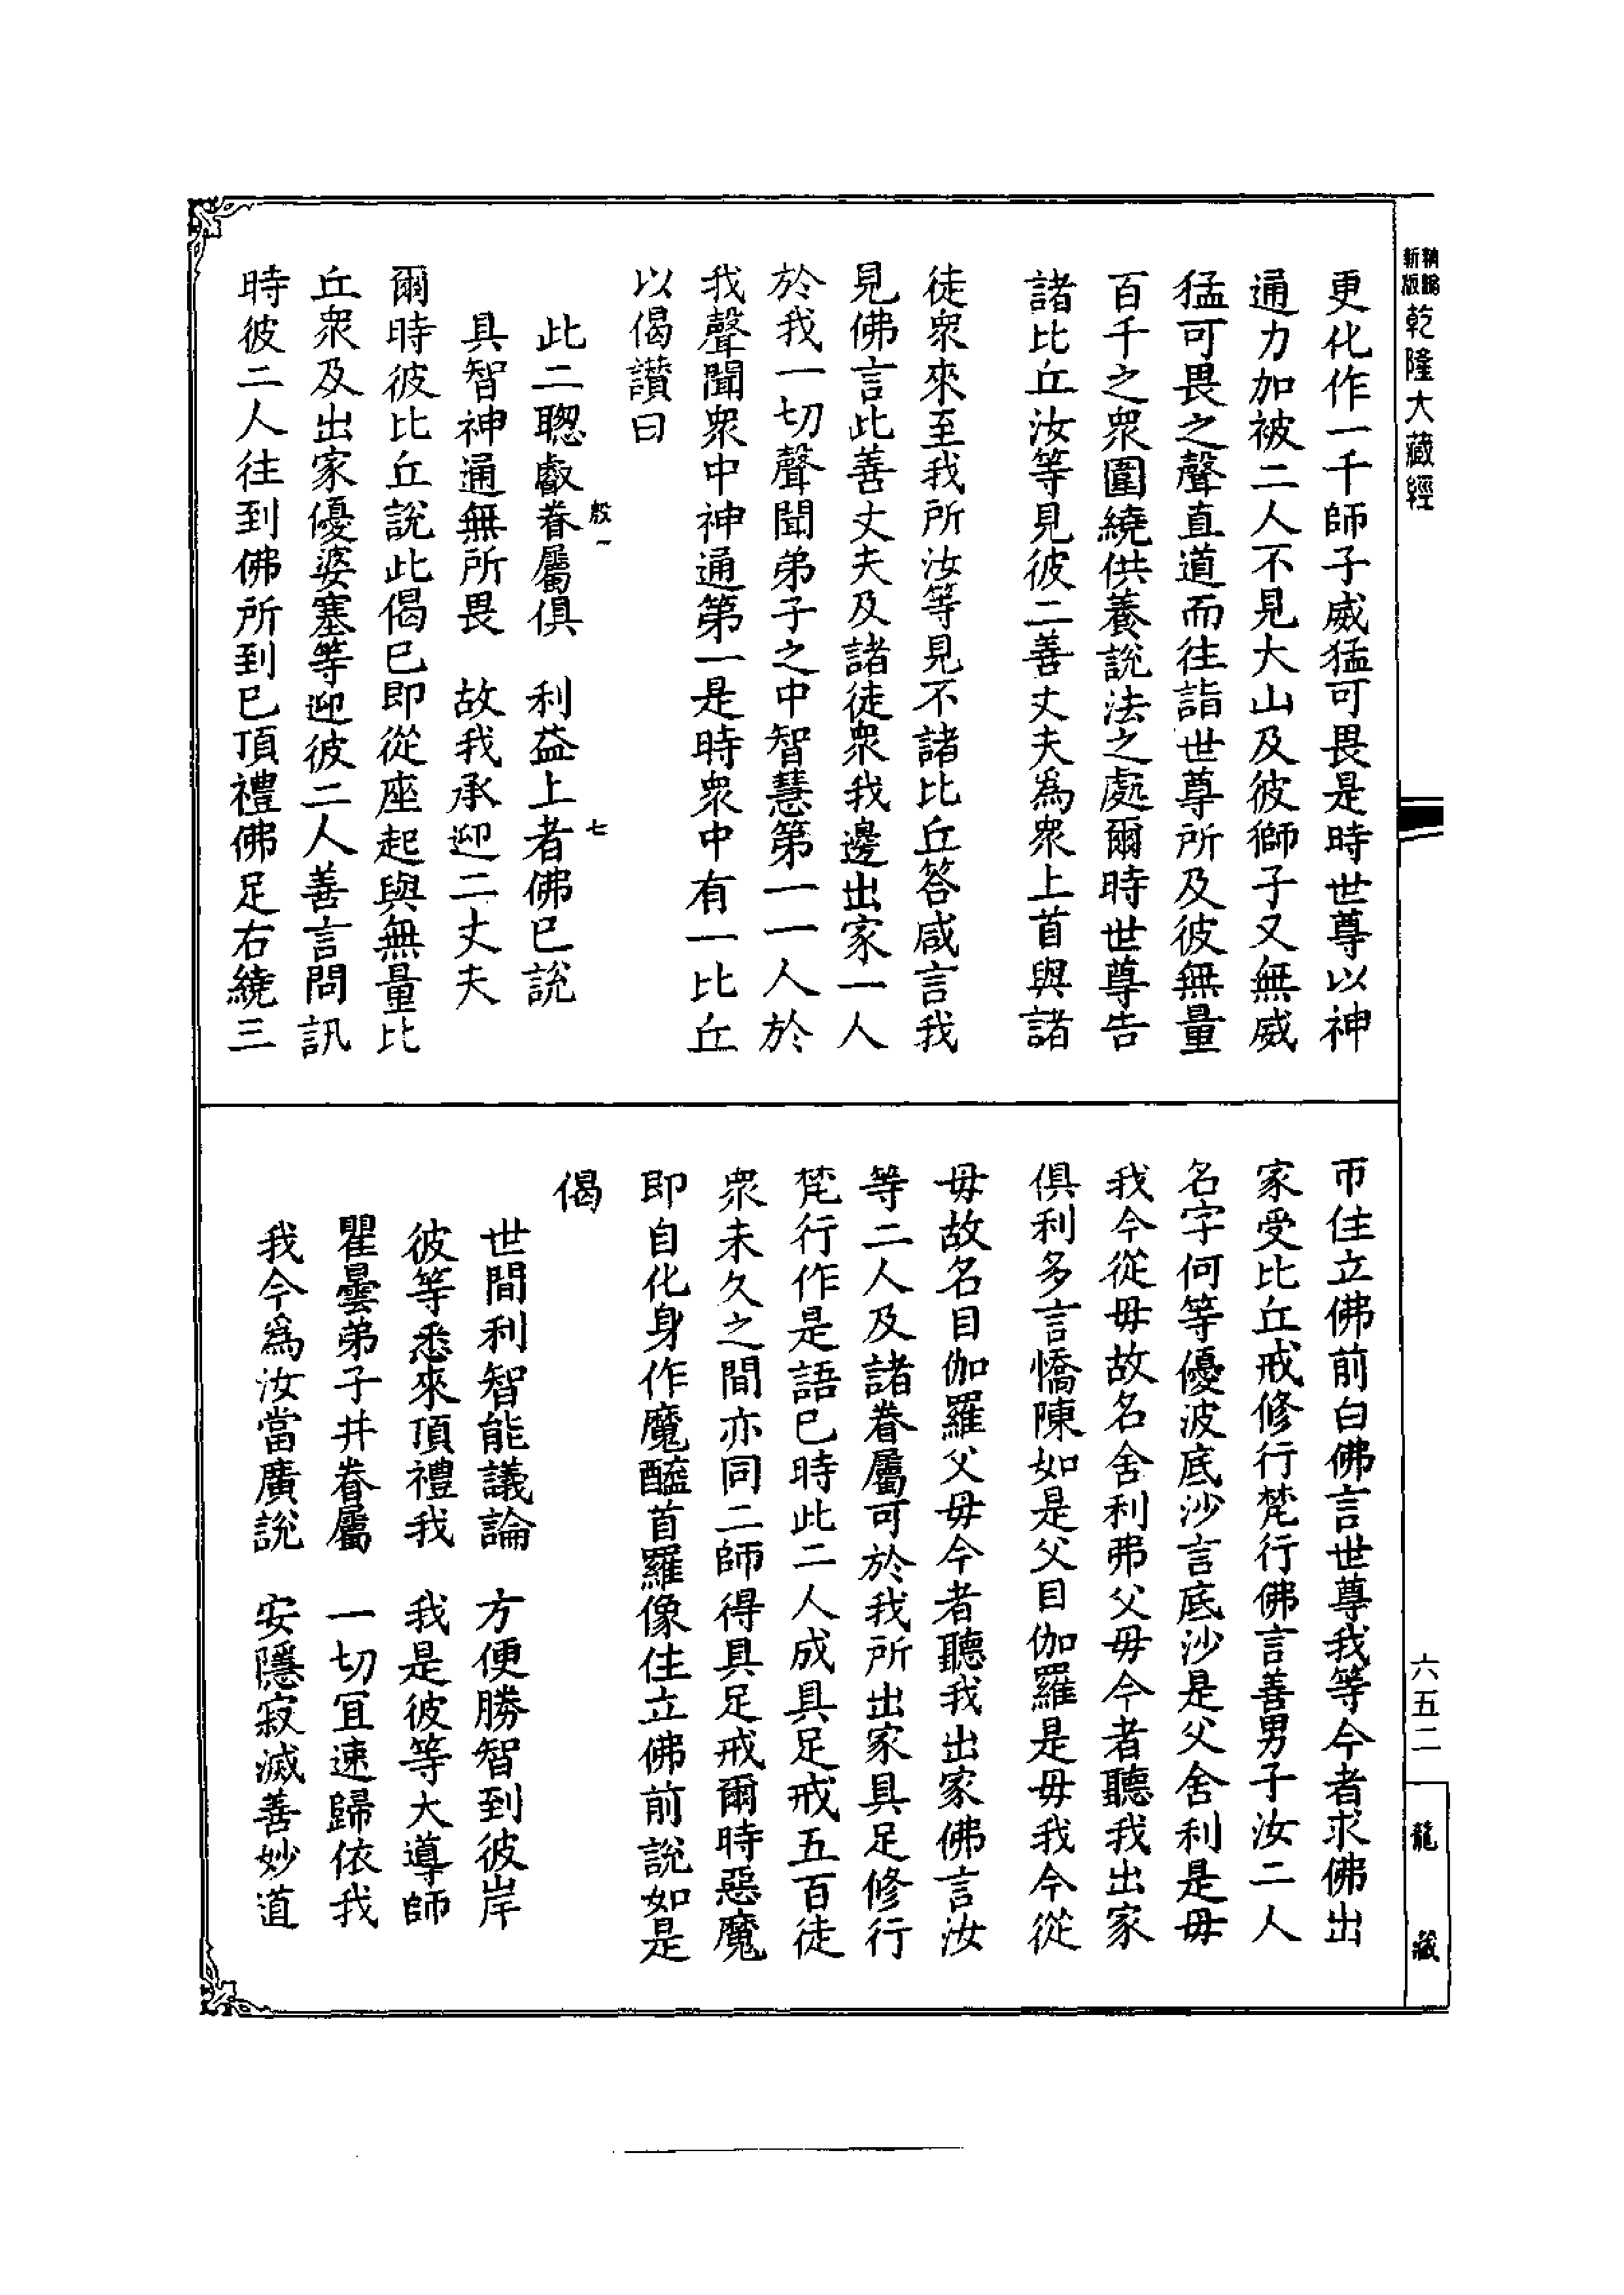 新版
乾隆大藏經
更化作一千師子威猛可畏是時世尊以神
通力加被二人不見大山及彼獅子又無威
猛可畏之聲直道而往詣世尊所及彼無量
百千之衆圍繞供養說法之處爾時世尊告
諸比丘汝等見彼二善丈夫爲衆上首與諸
徒衆來至我所汝等見不諸比丘答咸言我
見佛言此善丈夫及諸徒衆我邊出家一人
於我一切聲聞弟子之中智慧第一一人於
我聲聞衆中神通第一是時衆中有一比丘
以偈讚曰
殷一
七
此二聰叡眷屬俱　利益上者佛已說
具智神通無所畏　故我承迎二丈夫
爾時彼比丘說此偈已即從座起與無量比
丘衆及出家優婆塞等迎彼二人善言問訊
時彼二人往到佛所到已頂禮佛足右繞三
帀住立佛前白佛言世尊我等今者求佛出
家受比丘戒修行梵行佛言善男子汝二人
名字何等優波底沙言底沙是父舍利是毋
我今從毋故名舍利弗父毋今者聽我出家
俱利多言憍陳如是父目伽羅是毋我今從
毋故名目伽羅父毋今者聽我出家佛言汝
等二人及諸眷屬可於我所出家具足修行
梵行作是語已時此二人成具足戒五百徒
衆未久之間亦同二師得具足戒爾時惡魔
即自化身作魔醯首羅像住立佛前說如是
偈
世間利智能議論　方便勝智到彼岸
彼等悉來頂禮我　我是彼等大導師
瞿曇弟子并眷屬　一切宜速歸依我
我今爲汝當廣說　安隱寂滅善妙道
六五二
龍藏